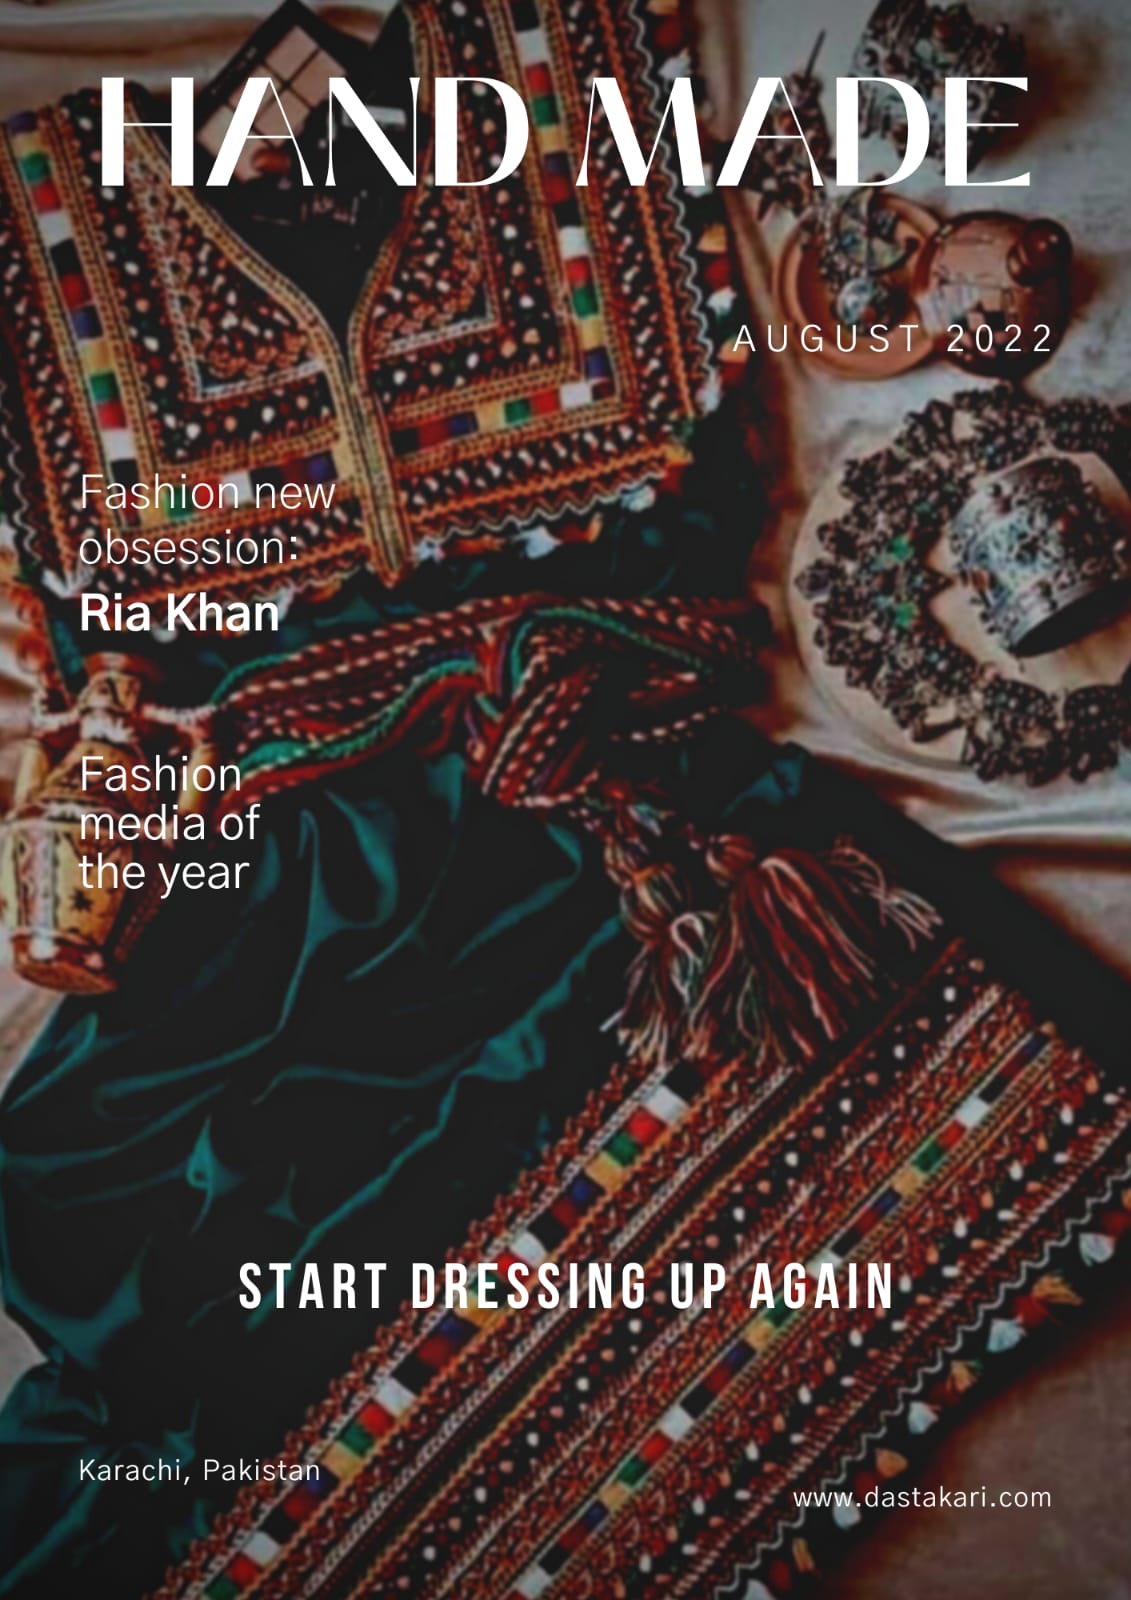 HAND MADE
AUGUST 2022
Fashion new
obsession:
Ria Khan
Fashion
media of
the year
START DRESSING UP AGAIN
Karachi, Pakistan
www.dastakari.com